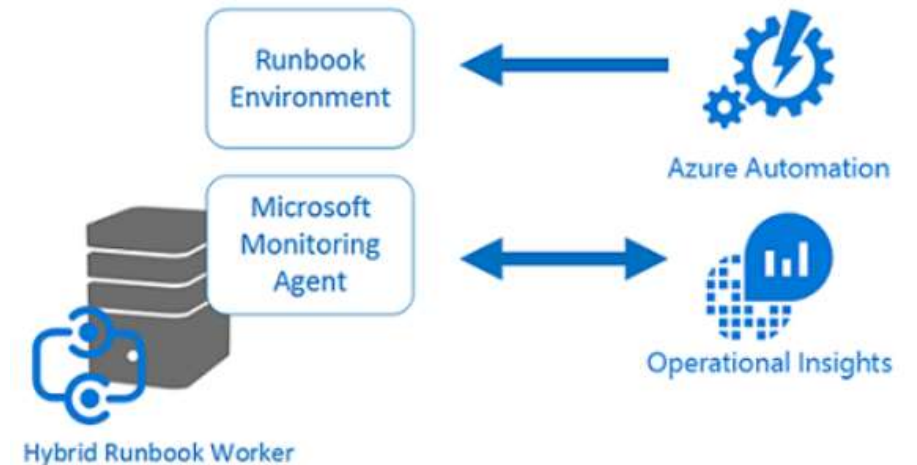 Runbook
Environment
Azure Automation
Microsoft
Monitoring
Agent
Operational Insights
Hybrid Runbook Worker